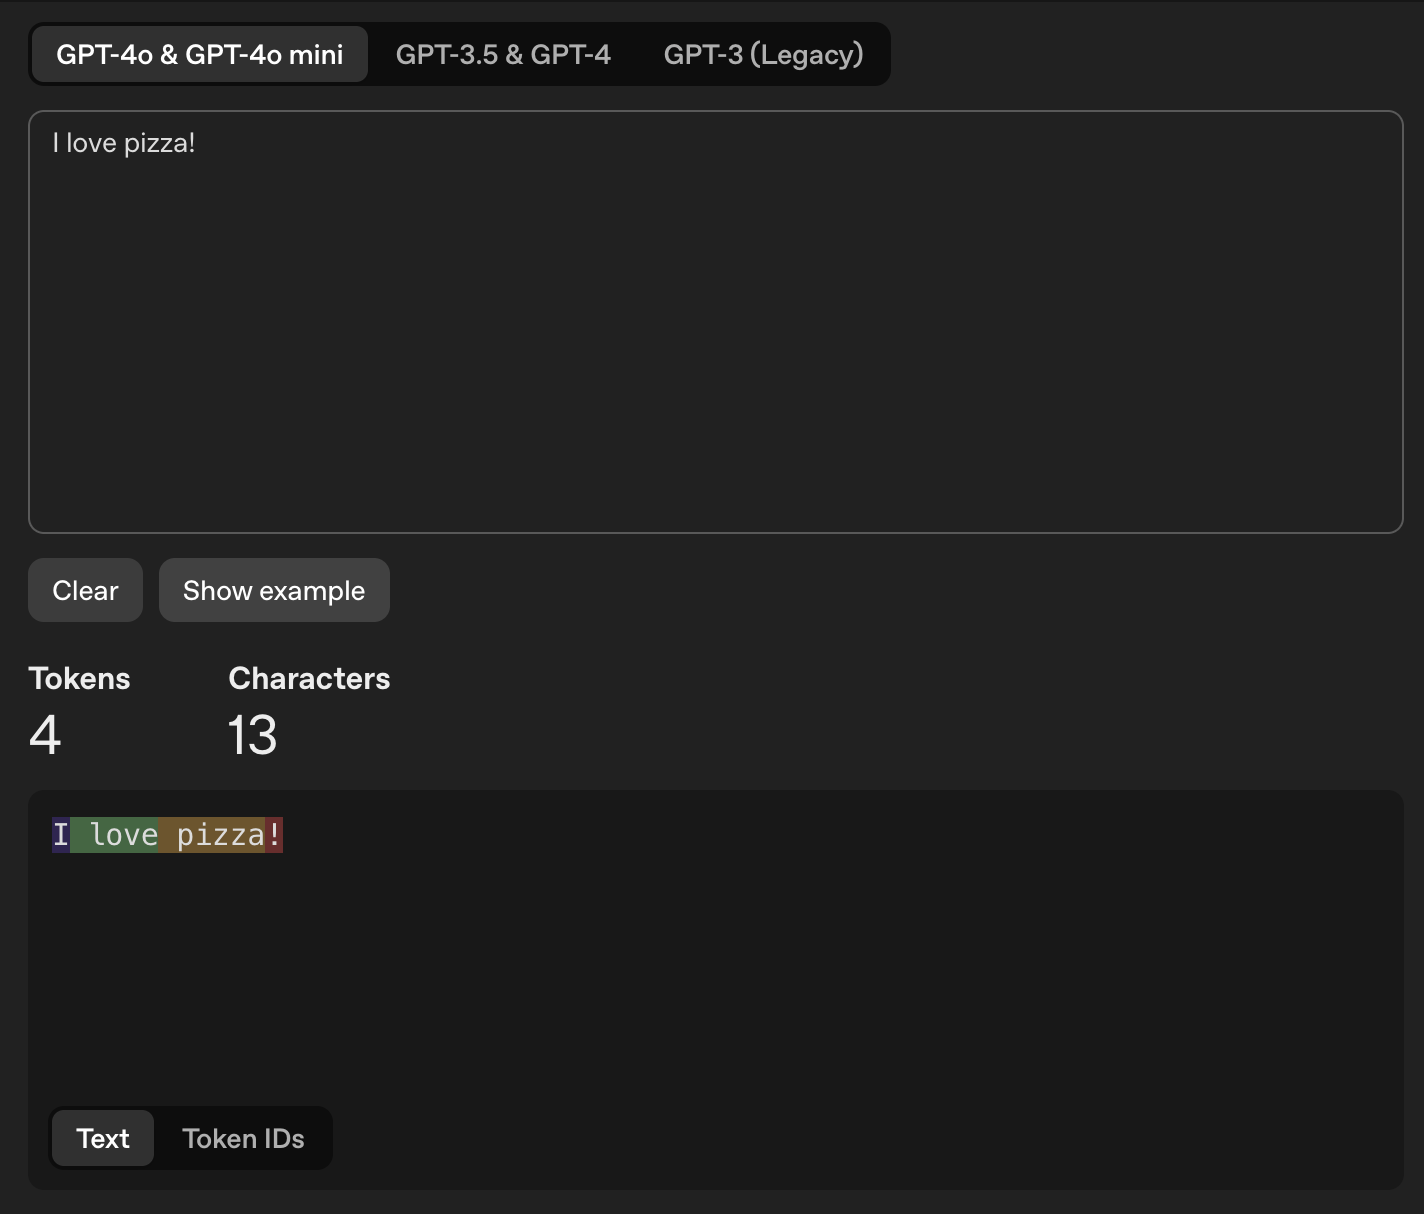 GPT-4o & GPT-4o mini GPT-3.5 & GPT-4 GPT-3 (Legacy)
I love pizza!
Clear Show example
Tokens Characters
4 13
I love pizza!
Text Token IDs